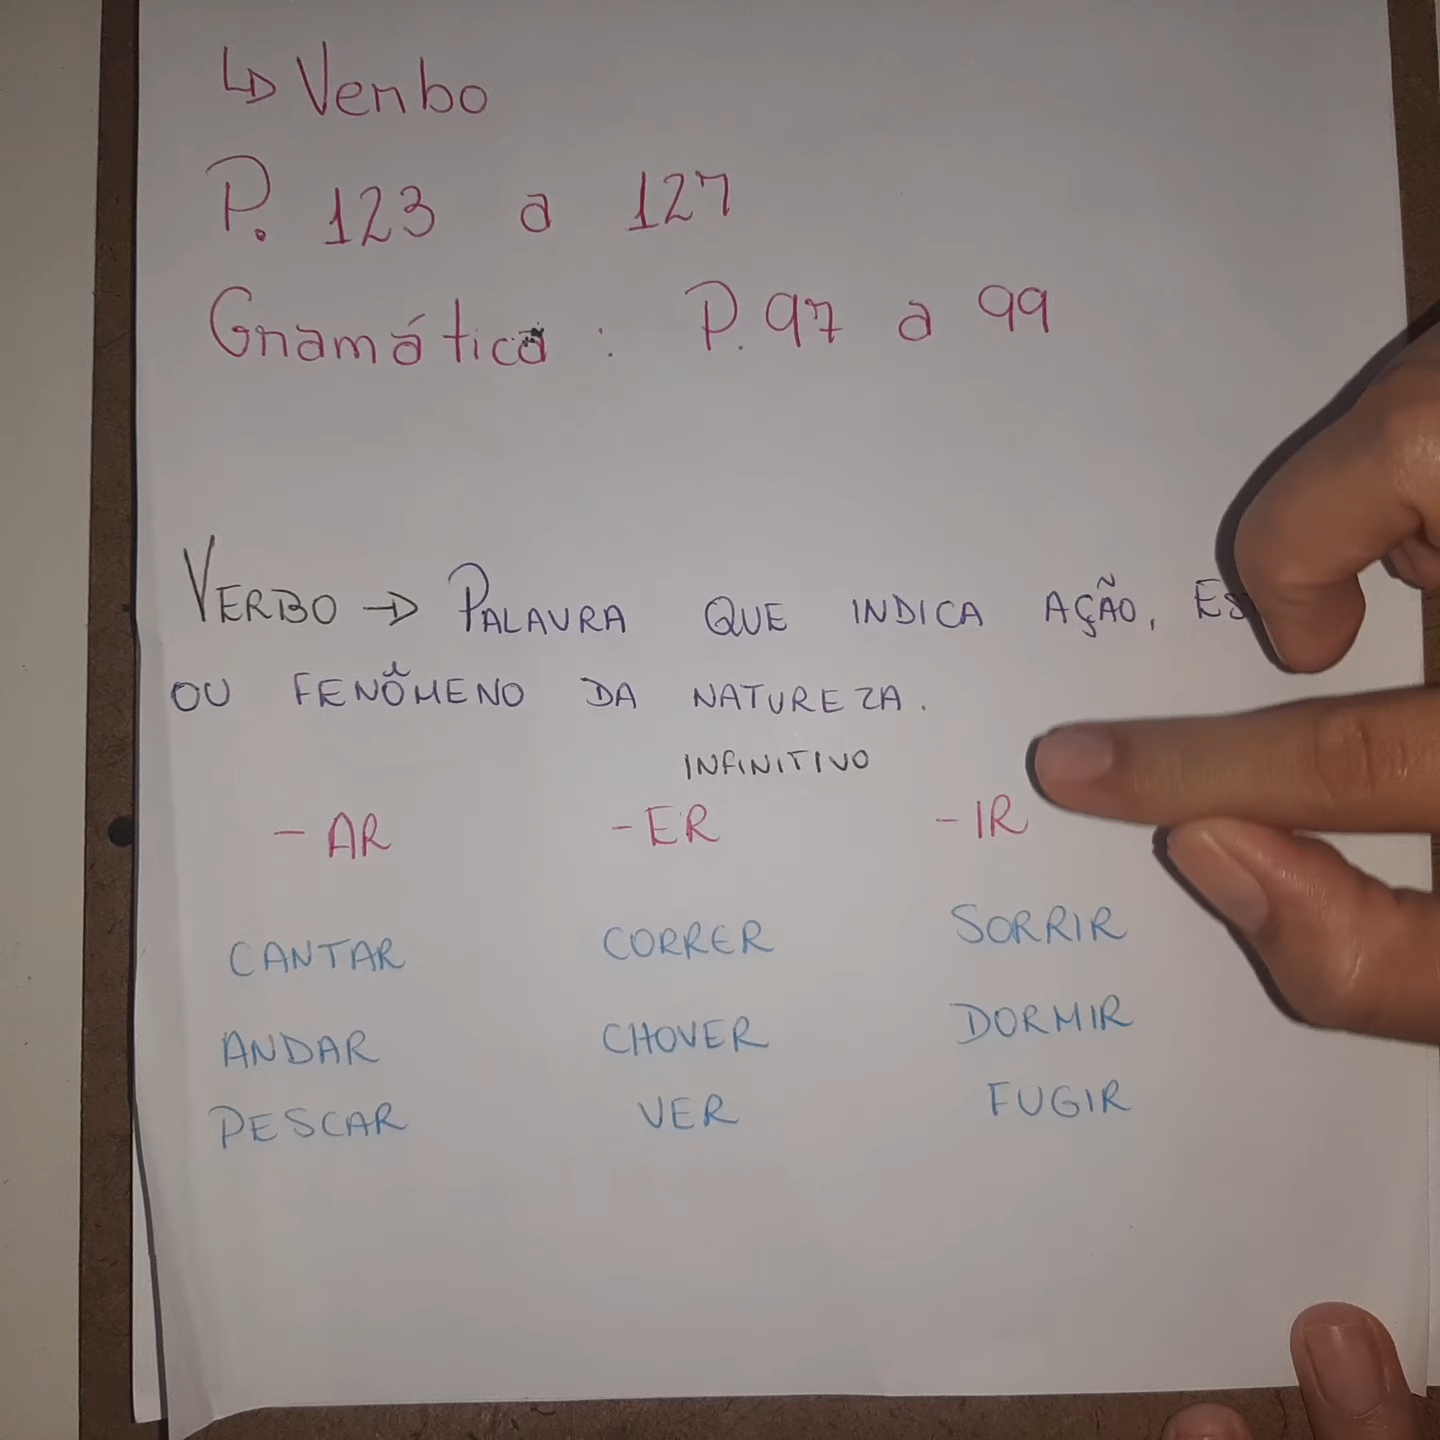 ↳ Verbo
P. 123 a 127
Gramática : P. 97 a 99
VERBO → PALAVRA QUE INDICA AÇÃO,
OU FENÔMENO DA NATUREZA.
INFINITIVO
- AR - ER - IR
CANTAR CORRER SORRIR
ANDAR CHOVER DORMIR
PESCAR VER FUGIR